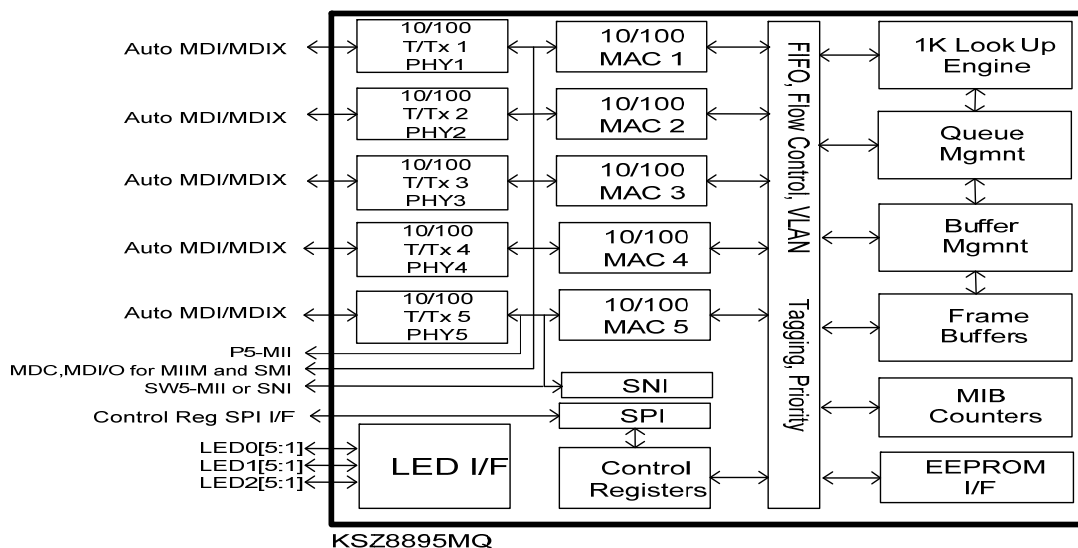 Auto MDI/MDIX
10/100
T/Tx 1
PHY1
10/100
MAC 1
1K Look Up
Engine
Auto MDI/MDIX
10/100
T/Tx 2
PHY2
10/100
MAC 2
Queue
Mgmnt
Auto MDI/MDIX
10/100
T/Tx 3
PHY3
10/100
MAC 3
Auto MDI/MDIX
10/100
T/Tx 4
PHY4
10/100
MAC 4
Buffer
Mgmnt
Auto MDI/MDIX
10/100
T/Tx 5
PHY5
10/100
MAC 5
Frame
Buffers
FIFO, Flow Control, VLAN Tagging, Priority
P5-MII
MDC,MDI/O for MIIM and SMI
SW5-MII or SNI
SNI
Control Reg SPI I/F
SPI
MIB
Counters
LED0[5:1]
LED1[5:1]
LED2[5:1]
LED I/F
Control
Registers
EEPROM
I/F
KSZ8895MQ